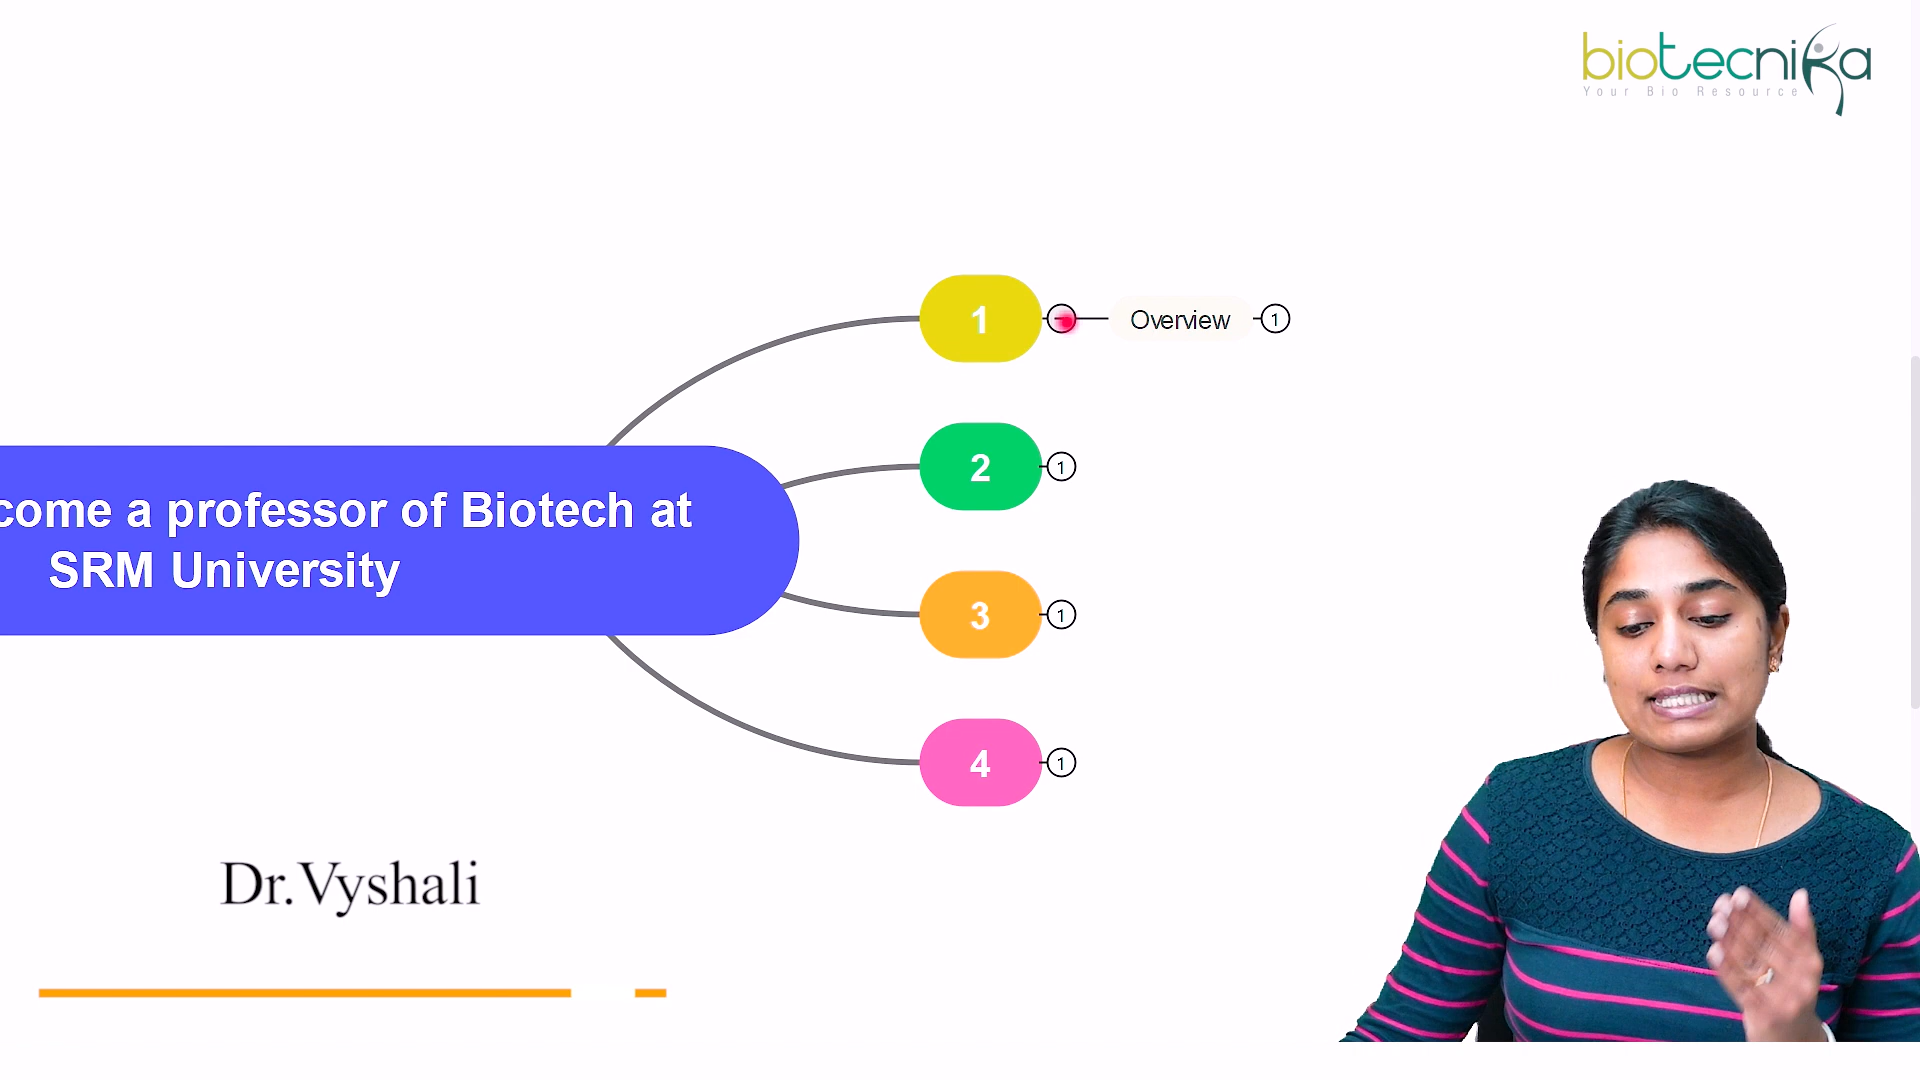 biotecnika
Your Bio Resource
1
Overview
1
2
1
come a professor of Biotech at
SRM University
3
1
4
1
Dr. Vyshali